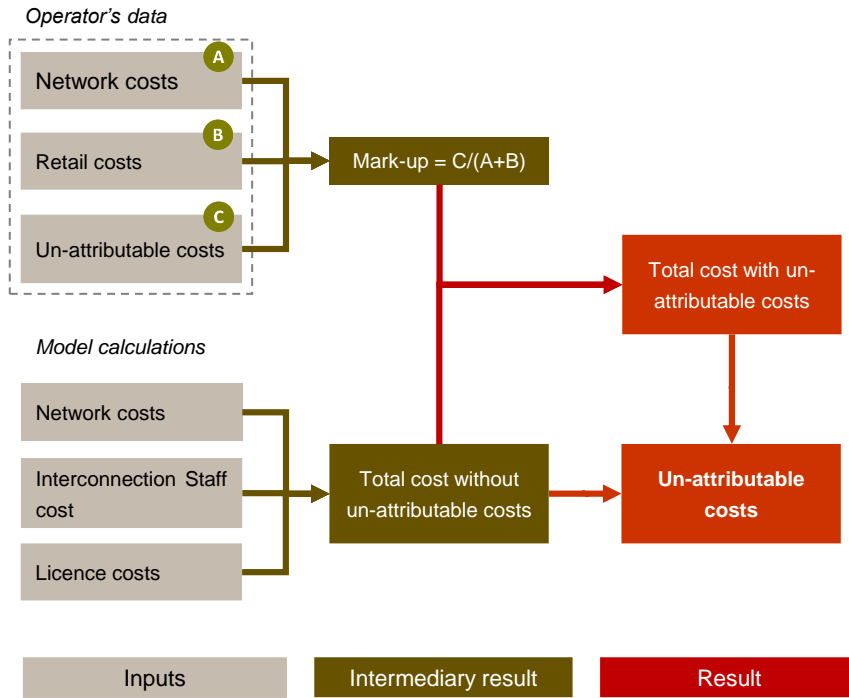 Operator's data
A
Network costs
B
Retail costs
Mark-up = C/(A+B)
C
Un-attributable costs
Total cost with un-
attributable costs
Model calculations
Network costs
Interconnection Staff
cost
Total cost without
un-attributable costs
Un-attributable
costs
Licence costs
Inputs
Intermediary result
Result